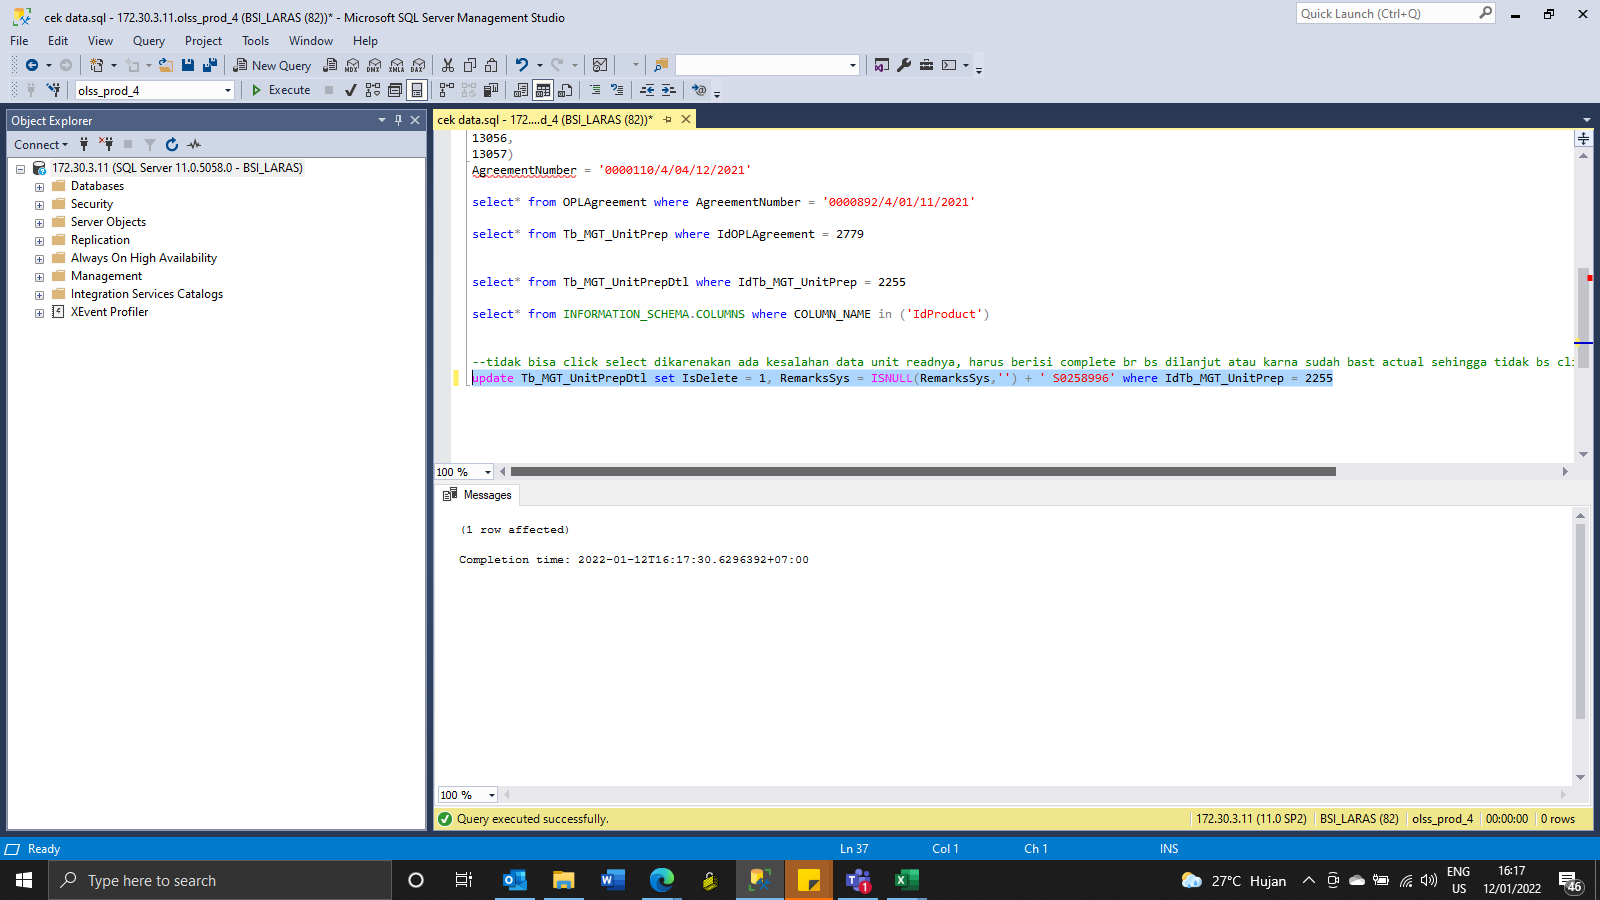 cek data.sql - 172.30.3.11.olss_prod_4 (BSI_LARAS (82))* - Microsoft SQL Server Management Studio
Quick Launch (Ctrl+Q)
File Edit View Query Project Tools Window Help
New Query MDX DMX XMLA DAX
olss_prod_4 Execute
Object Explorer
Connect
172.30.3.11 (SQL Server 11.0.5058.0 - BSI_LARAS)
Databases
Security
Server Objects
Replication
Always On High Availability
Management
Integration Services Catalogs
XEvent Profiler
cek data.sql - 172....d_4 (BSI_LARAS (82))*
13056,
13057)
AgreementNumber = '0000110/4/04/12/2021'
select* from OPLAgreement where AgreementNumber = '0000892/4/01/11/2021'
select* from Tb_MGT_UnitPrep where IdOPLAgreement = 2779
select* from Tb_MGT_UnitPrepDtl where IdTb_MGT_UnitPrep = 2255
select* from INFORMATION_SCHEMA.COLUMNS where COLUMN_NAME in ('IdProduct')
--tidak bisa click select dikarenakan ada kesalahan data unit readnya, harus berisi complete br bs dilanjut atau karna sudah bast actual sehingga tidak bs cli
update Tb_MGT_UnitPrepDtl set IsDelete = 1, RemarksSys = ISNULL(RemarksSys,'') + ' S0258996' where IdTb_MGT_UnitPrep = 2255
100 %
Messages
(1 row affected)
Completion time: 2022-01-12T16:17:30.6296392+07:00
100 %
Query executed successfully.
172.30.3.11 (11.0 SP2) BSI_LARAS (82) olss_prod_4 00:00:00 0 rows
Ready Ln 37 Col 1 Ch 1 INS
Type here to search
1
27°C Hujan
ENG
US
16:17
12/01/2022
46